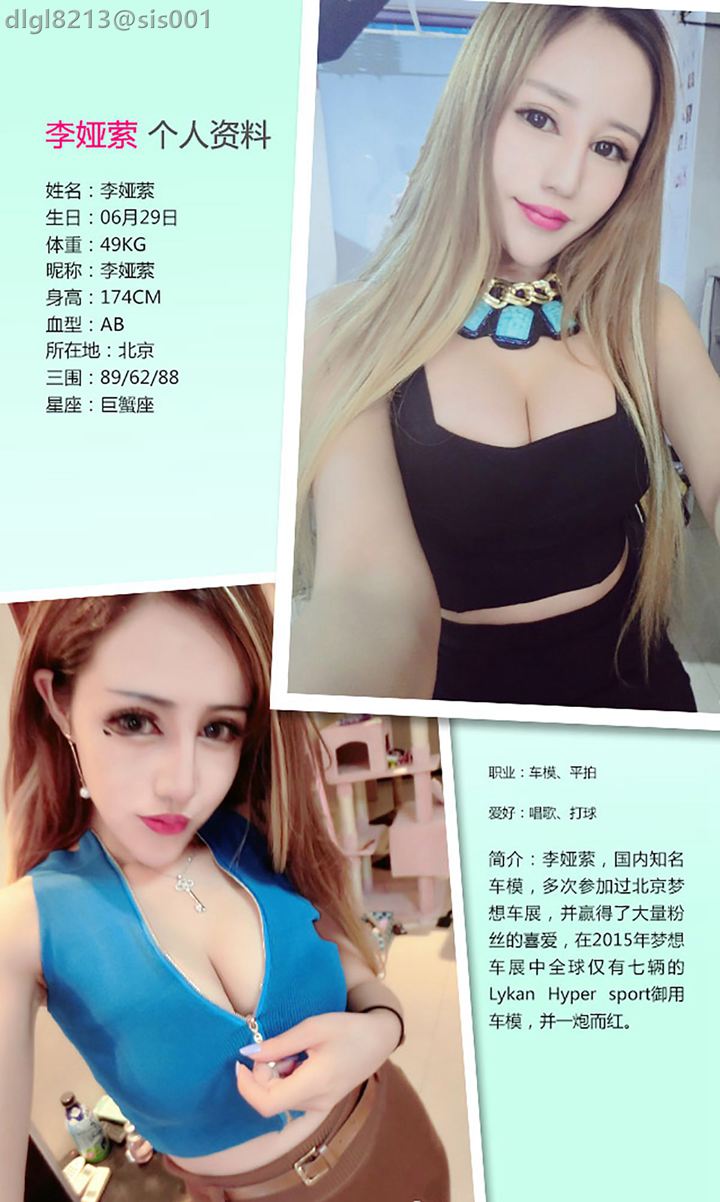 dlgl8213@sis001
李娅萦 个人资料
姓名：李娅萦
生日：06月29日
体重：49KG
昵称：李娅萦
身高：174CM
血型：AB
所在地：北京
三围：89/62/88
星座：巨蟹座
职业：车模、平拍
爱好：唱歌、打球
简介：李娅萦，国内知名
车模，多次参加过北京梦
想车展，并赢得了大量粉
丝的喜爱，在2015年梦想
车展中全球仅有七辆的
Lykan Hyper sport御用
车模，并一炮而红。